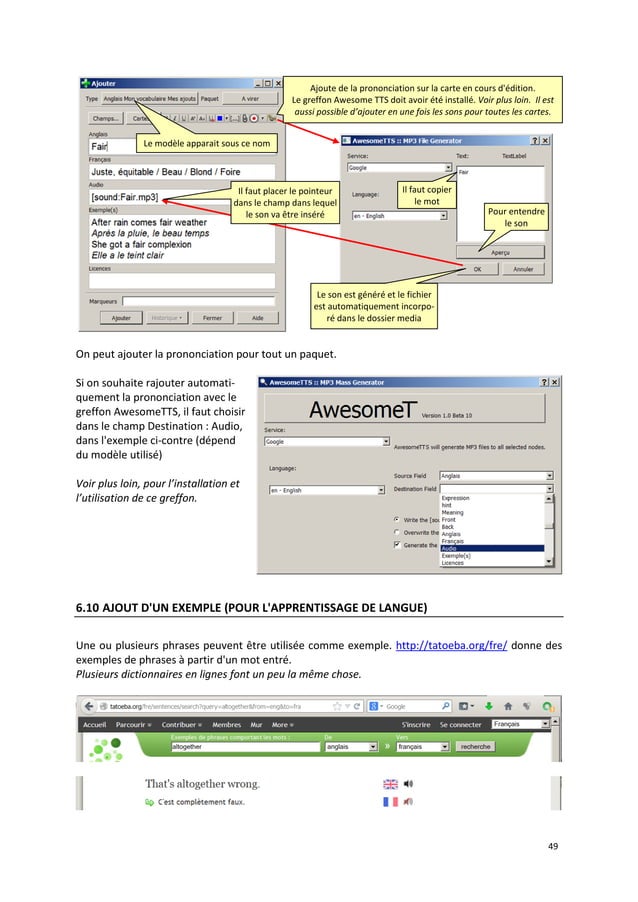 Ajouter
Ajoute de la prononciation sur la carte en cours d'édition.
Le greffon Awesome TTS doit avoir été installé. Voir plus loin. Il est
aussi possible d'ajouter en une fois les sons pour toutes les cartes.
Type Anglais Mon vocabulaire Mes ajouts Paquet A virer
Champs... Cartes
Le modèle apparait sous ce nom
Anglais
Fair
Français
Juste, équitable / Beau / Blond / Foire
Audio
[sound:Fair.mp3]
Exemple(s)
After rain comes fair weather
Après la pluie, le beau temps
She got a fair complexion
Elle a le teint clair
Licences
Marqueurs
Ajouter Historique Fermer Aide
Il faut placer le pointeur
dans le champ dans lequel
le son va être inséré
AwesomeTTS :: MP3 File Generator
Service: Text: TextLabel
Google Fair
Language:
en - English
Il faut copier
le mot
Pour entendre
le son
Aperçu
OK Annuler
Le son est généré et le fichier
est automatiquement incorpo-
ré dans le dossier media
On peut ajouter la prononciation pour tout un paquet.
Si on souhaite rajouter automati-
quement la prononciation avec le
greffon AwesomeTTS, il faut choisir
dans le champ Destination : Audio,
dans l'exemple ci-contre (dépend
du modèle utilisé)
Voir plus loin, pour l'installation et
l'utilisation de ce greffon.
AwesomeTTS :: MP3 Mass Generator
AwesomeT Version 1.0 Beta 10
Service:
Google
AwesomeTTS will generate MP3 files to all selected nodes.
Language:
en - English
Source Field Anglais
Destination Field
Expression
hint
Meaning
Front
Back
Anglais
Français
Audio
Exemple(s)
Licences
Write the [sou
Overwrite the
Generate the
6.10 AJOUT D'UN EXEMPLE (POUR L'APPRENTISSAGE DE LANGUE)
Une ou plusieurs phrases peuvent être utilisée comme exemple. http://tatoeba.org/fre/ donne des
exemples de phrases à partir d'un mot entré.
Plusieurs dictionnaires en lignes font un peu la même chose.
tatoeba.org/fre/sentences/search?query=altogether&from=eng&to=fra Google
Accueil Parcourir Contribuer Membres Mur More S'inscrire Se connecter Français
Exemples de phrases comportant les mots : De Vers
altogether anglais » français recherche
That's altogether wrong.
C'est complètement faux.
49